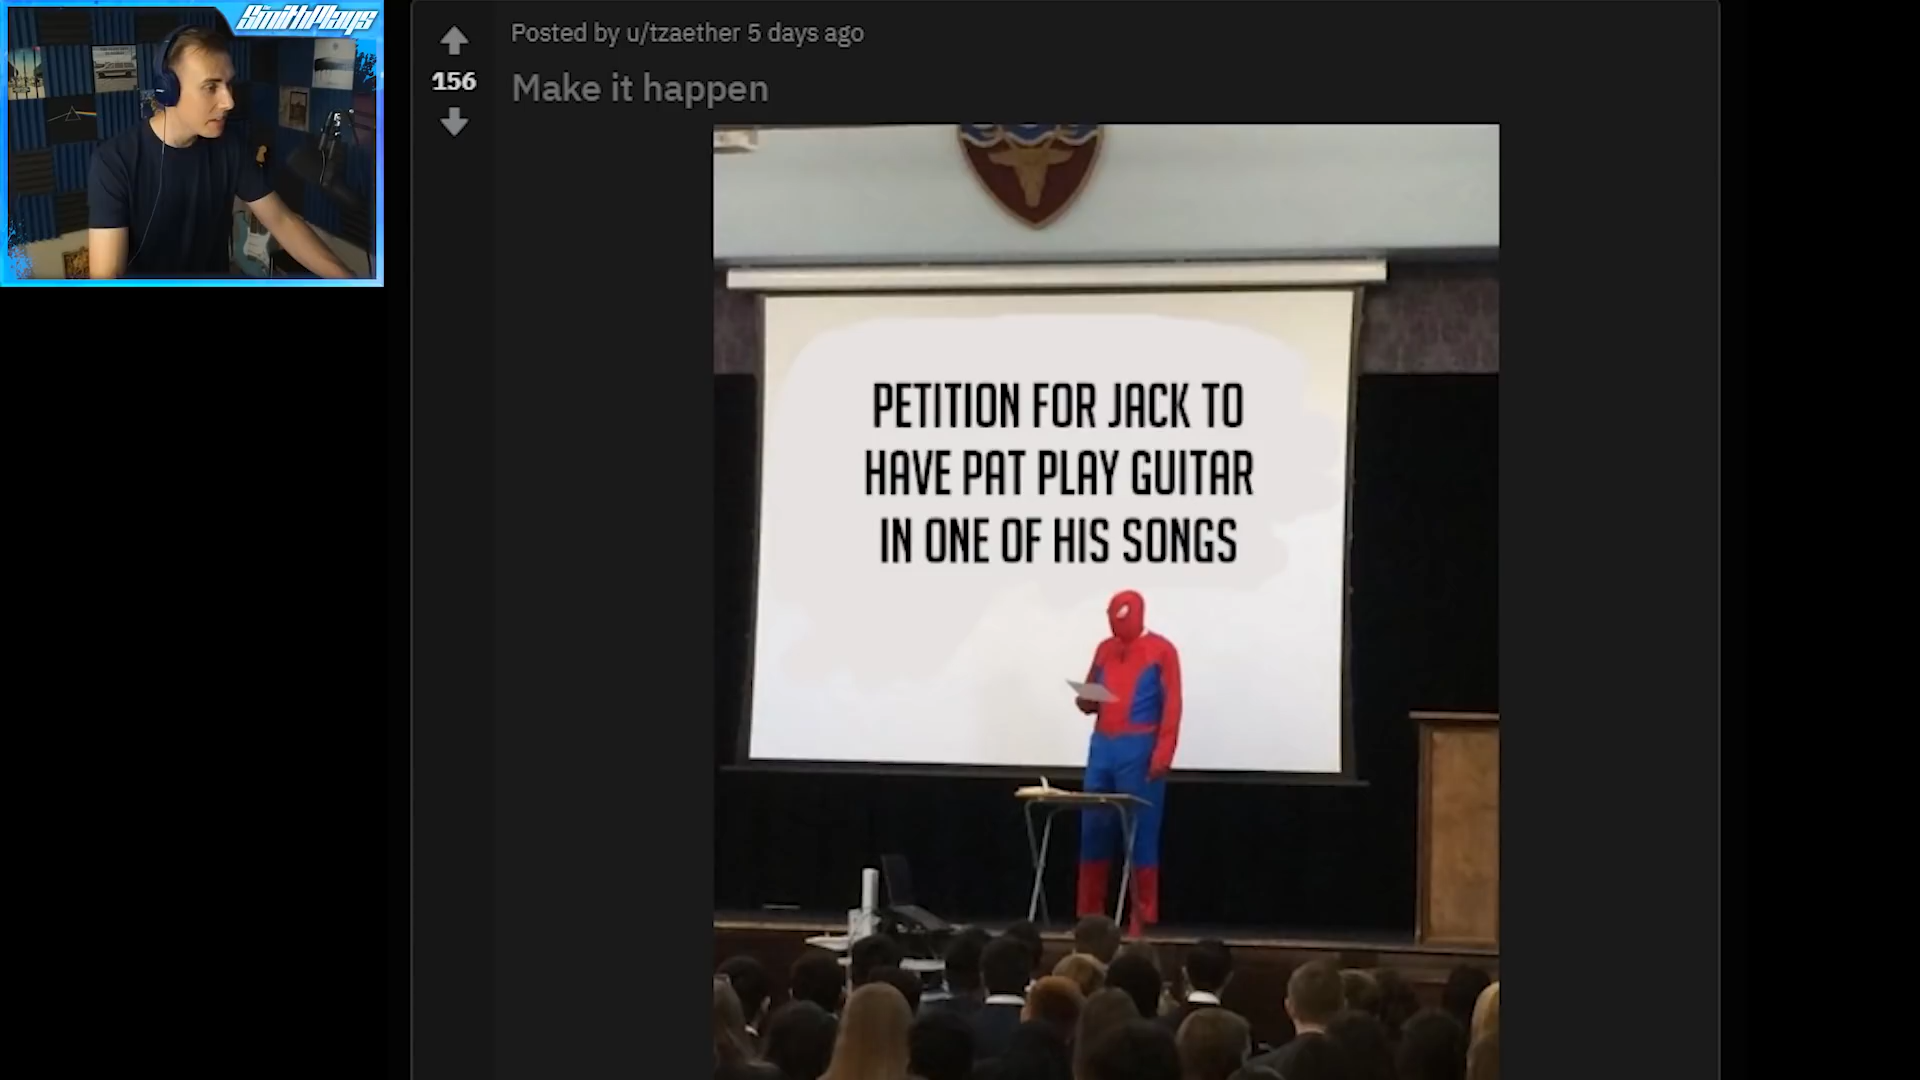 SmithPlays
Posted by u/tzaether 5 days ago
156
Make it happen
PETITION FOR JACK TO
HAVE PAT PLAY GUITAR
IN ONE OF HIS SONGS